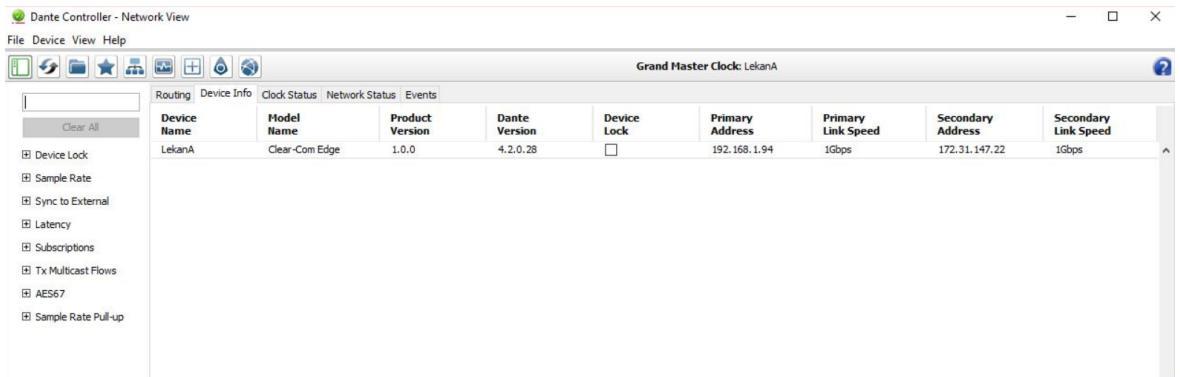 Dante Controller - Network View
File Device View Help
Grand Master Clock: LekanA
Clear All
Device Lock
Sample Rate
Sync to External
Latency
Subscriptions
Tx Multicast Flows
AES67
Sample Rate Pull-up
Routing Device Info Clock Status Network Status Events
Device Name Model Name Product Version Dante Version Device Lock Primary Address Primary Link Speed Secondary Address Secondary Link Speed
LekanA Clear-Com Edge 1.0.0 4.2.0.28 192.168.1.94 1Gbps 172.31.147.22 1Gbps